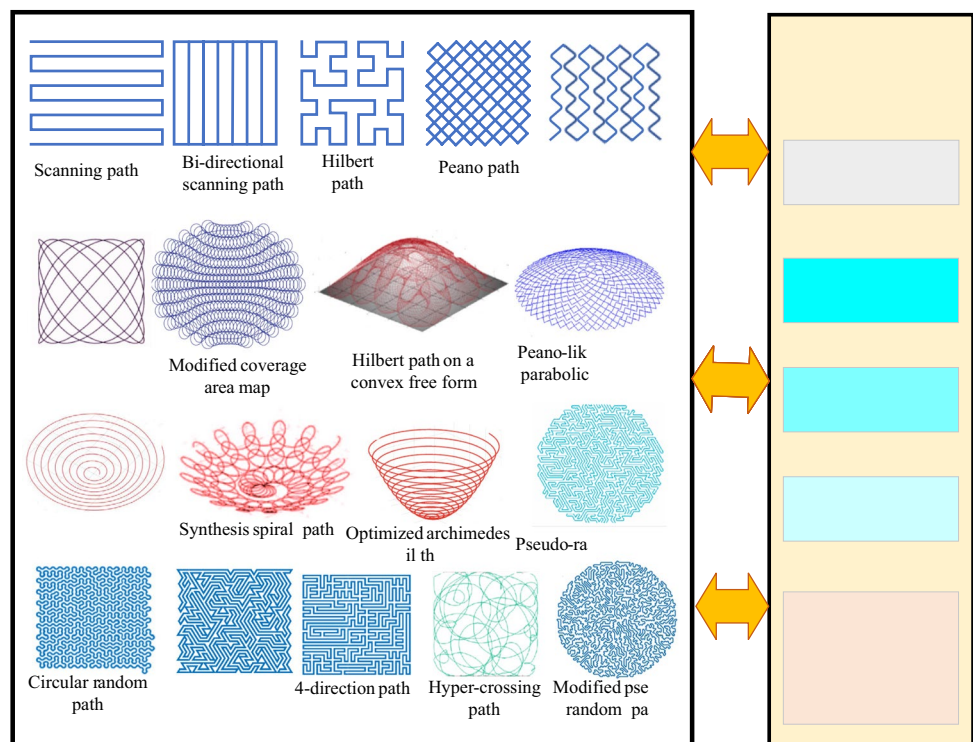 Scanning path
Bi-directional
scanning path
Hilbert
path
Peano path
Modified coverage
area map
Hilbert path on a
convex free form
Peano-lik
parabolic
Synthesis spiral path
Optimized archimedes
il th
Pseudo-ra
Circular random
path
4-direction path
Hyper-crossing
path
Modified pse
random pa